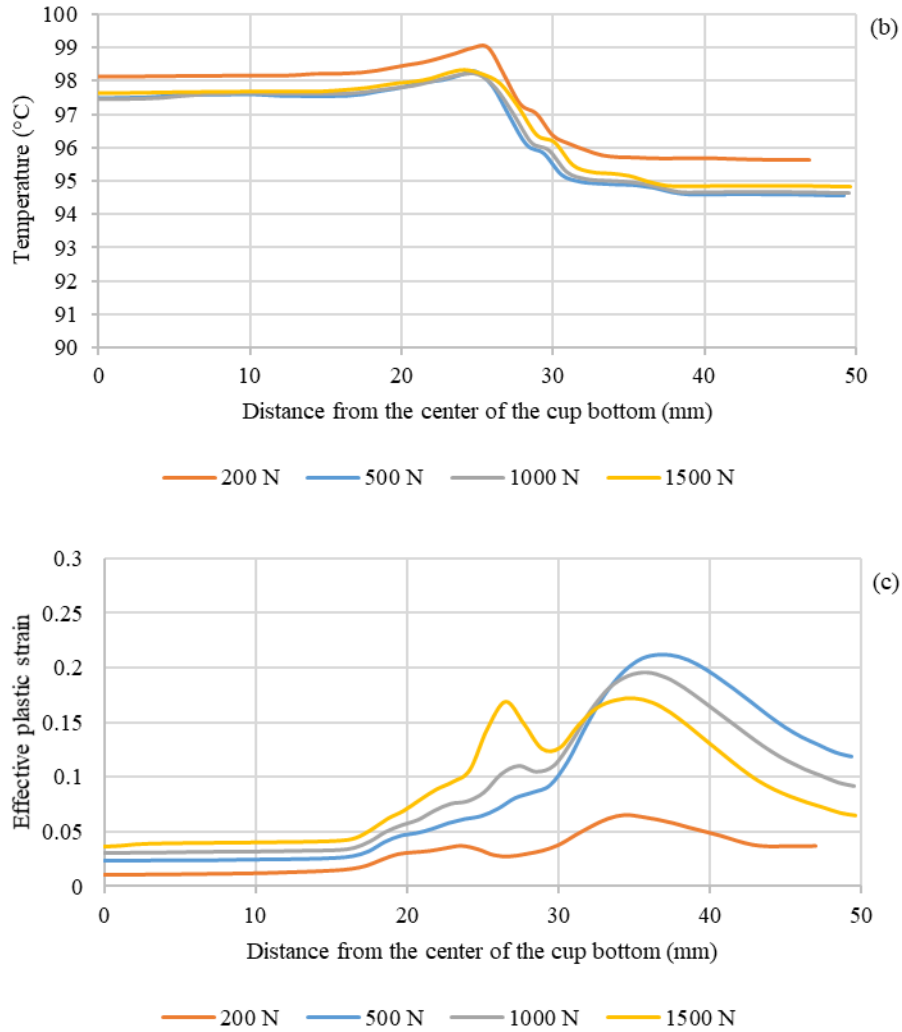 (b)
Temperature (°C)
100
99
98
97
96
95
94
93
92
91
90
0 10 20 30 40 50
Distance from the center of the cup bottom (mm)
200 N 500 N 1000 N 1500 N
(c)
Effective plastic strain
0.3
0.25
0.2
0.15
0.1
0.05
0
0 10 20 30 40 50
Distance from the center of the cup bottom (mm)
200 N 500 N 1000 N 1500 N